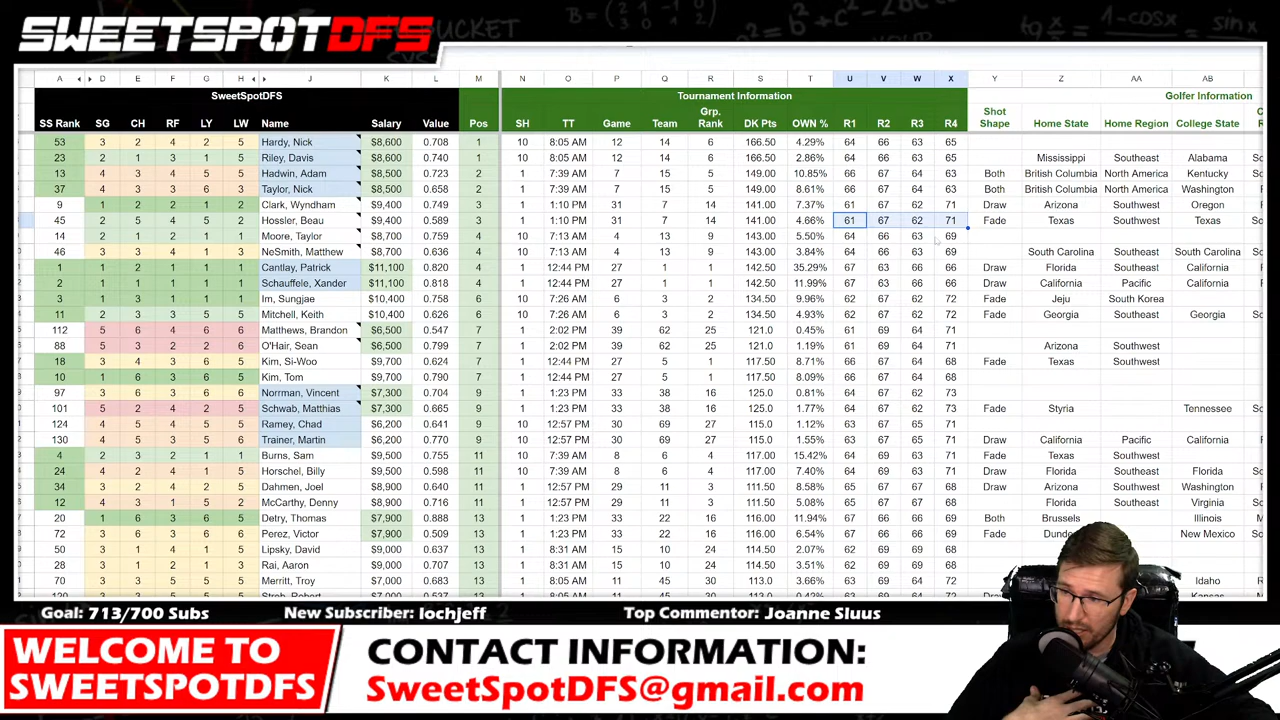 SWEETSPOTDFS
A D E F G H J K L M N O P Q R S T U V W X Y Z AA AB
SweetSpotDFS Tournament Information Golfer Information
SS Rank SG CH RF LY LW Name Salary Value Pos SH TT Game Team Grp. Rank DK Pts OWN % R1 R2 R3 R4 Shot Shape Home State Home Region College State
53 3 2 4 2 5 Hardy, Nick $8,600 0.708 1 10 8:05 AM 12 14 6 166.50 4.29% 64 66 63 65
23 2 1 1 1 5 Riley, Davis $8,600 0.740 1 10 8:05 AM 12 14 6 166.50 2.86% 64 66 63 65 Mississippi Southeast Alabama
13 4 3 4 3 5 Hadwin, Adam $8,500 0.723 2 1 7:39 AM 7 15 5 149.00 10.85% 66 67 64 63 Both British Columbia North America Kentucky
37 4 3 3 6 3 Taylor, Nick $8,500 0.658 2 1 7:39 AM 7 15 5 149.00 8.61% 66 67 64 63 British Columbia North America Washington
9 1 2 2 1 2 Clark, Wyndham $9,400 0.749 3 1 1:10 PM 31 7 14 141.00 7.37% 61 67 62 71 Draw Arizona Southwest Oregon
45 2 5 4 5 2 Hossler, Beau $9,400 0.589 3 1 1:10 PM 31 7 14 141.00 4.66% 61 67 62 71 Fade Texas Southwest Texas
14 2 1 2 1 1 Moore, Taylor $8,700 0.759 4 10 7:13 AM 4 13 9 143.00 5.50% 64 66 63 69
46 3 3 4 1 3 NeSmith, Matthew $8,700 0.636 4 10 7:13 AM 4 13 9 143.00 3.84% 64 66 63 69 South Carolina Southeast South Carolina
1 1 2 1 1 1 Cantlay, Patrick $11,100 0.820 4 1 12:44 PM 27 1 1 142.50 35.29% 67 63 66 66 Draw Florida Southeast California
2 1 1 1 1 1 Schauffele, Xander $11,100 0.818 4 1 12:44 PM 27 1 1 142.50 11.99% 67 63 66 66 Draw California Pacific California
3 1 1 1 1 1 Im, Sungjae $10,400 0.758 6 1 7:26 AM 6 3 2 134.50 9.96% 62 67 62 72 Fade Jeju South Korea
11 2 3 3 5 1 Mitchell, Keith $10,400 0.626 6 1 7:26 AM 6 3 2 134.50 4.93% 62 67 62 72 Fade Georgia Southeast Georgia
112 5 6 4 6 6 Matthews, Brandon $6,500 0.547 7 1 2:02 PM 39 62 25 121.0 0.45% 61 69 64 71
88 5 3 2 2 6 O'Hair, Sean $6,500 0.799 7 1 2:02 PM 39 62 25 121.0 1.19% 61 69 64 71 Arizona Southwest
18 3 4 3 6 5 Kim, Si-Woo $9,700 0.624 7 1 12:44 PM 27 5 1 117.50 8.71% 66 67 64 68 Fade Texas Southwest
10 1 6 3 6 5 Kim, Tom $9,700 0.790 7 1 12:44 PM 27 5 1 117.50 8.09% 66 67 64 68
97 3 6 3 6 6 Norrman, Vincent $7,300 0.704 9 1 1:23 PM 34 38 16 125.0 0.81% 64 67 62 73
101 5 2 4 2 5 Schwab, Matthias $7,300 0.665 9 1 1:23 PM 34 38 16 125.0 1.77% 64 67 62 73 Fade Styria Tennessee
124 4 5 4 4 5 Ramey, Chad $6,200 0.641 9 10 12:57 PM 30 69 27 115.0 1.12% 63 67 65 71
130 4 5 3 5 6 Trainer, Martin $6,200 0.770 9 10 12:57 PM 30 69 27 115.0 1.55% 63 67 65 71 Draw California Pacific California
4 2 3 2 1 1 Burns, Sam $9,500 0.755 11 10 7:39 AM 8 6 4 111.50 15.42% 63 67 65 71 Fade Texas Southwest
24 4 2 4 1 5 Horschel, Billy $9,500 0.598 11 10 7:39 AM 8 6 4 111.50 7.40% 63 67 65 71 Draw Florida Southeast Florida
34 2 4 5 5 2 Dahmen, Joel $8,900 0.640 11 1 12:57 PM 29 11 3 111.50 8.58% 65 67 66 68 Draw Arizona Southwest Washington
12 4 3 1 5 2 McCarthy, Denny $8,900 0.716 11 1 12:57 PM 29 11 3 111.50 5.08% 65 67 66 68 Florida Southeast Virginia
20 1 6 3 6 5 Detry, Thomas $7,900 0.888 13 1 1:23 PM 33 22 16 116.00 11.94% 67 66 66 69 Both Brussels Illinois
72 3 6 3 6 6 Perez, Victor $7,900 0.509 13 1 1:23 PM 33 22 16 116.00 6.54% 67 66 66 69 Fade New Mexico
50 3 4 4 1 5 Lipsky, David $9,000 0.637 13 1 8:31 AM 15 10 24 114.50 2.07% 62 69 69 68
28 3 1 2 1 3 Rai, Aaron $9,000 0.707 13 1 8:31 AM 15 10 24 114.50 3.51% 62 69 69 68
70 3 3 5 5 5 Merritt, Troy $7,000 0.683 13 1 8:05 AM 11 45 30 113.0 3.76% 63 69 64 72 Idaho
Goal: 713/700 Subs New Subscriber: lochjeff Top Commentor: Joanne Sluus
WELCOME TO
SWEETSPOTDFS
CONTACT INFORMATION:
SweetSpotDFS@gmail.com